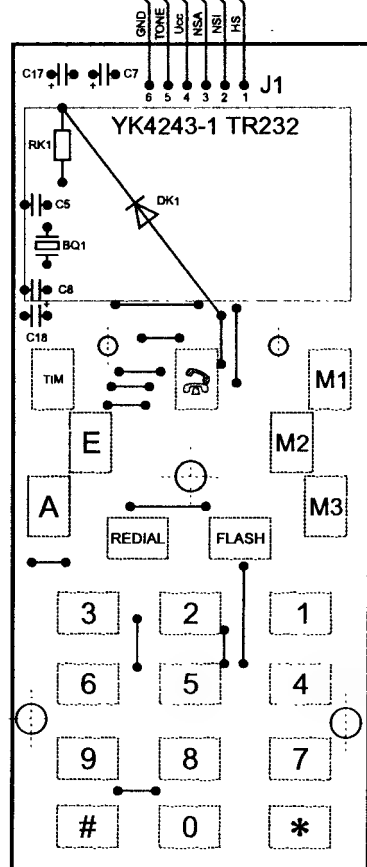 GND TONE Ucc NSA NSI HS
C17 + + C7 6 5 4 3 2 1 J1
YK4243-1 TR232
RK1
DK1
C5
BQ1
C8
+
C18
TIM M1
E M2
A M3
REDIAL FLASH
3 2 1
6 5 4
9 8 7
# 0 *